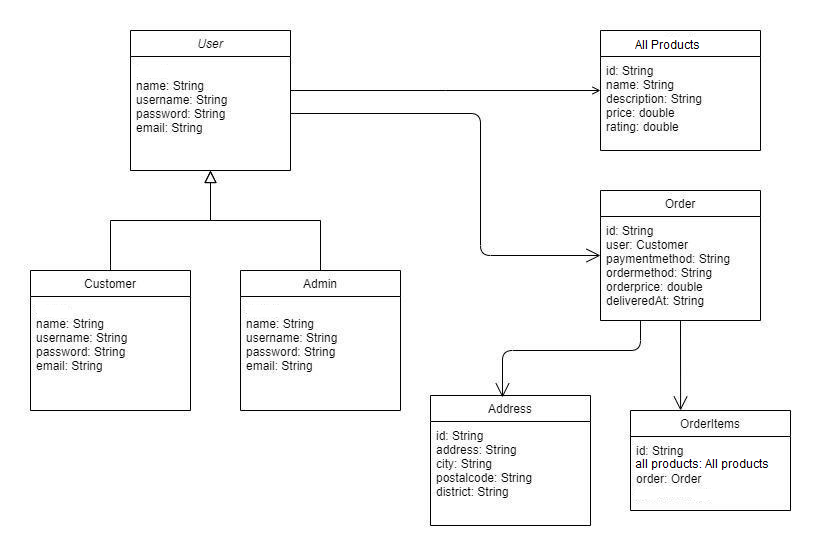 User
name: String
username: String
password: String
email: String
All Products
id: String
name: String
description: String
price: double
rating: double
Order
id: String
user: Customer
paymentmethod: String
ordermethod: String
orderprice: double
deliveredAt: String
Customer
name: String
username: String
password: String
email: String
Admin
name: String
username: String
password: String
email: String
Address
id: String
address: String
city: String
postalcode: String
district: String
OrderItems
id: String
all products: All products
order: Order